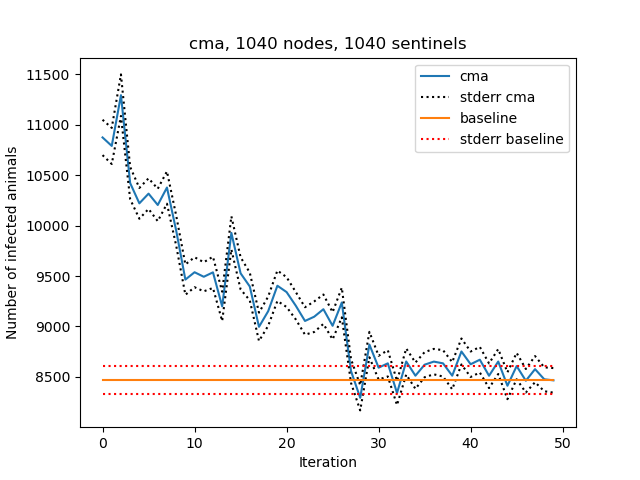 cma, 1040 nodes, 1040 sentinels
cma
stderr cma
baseline
stderr baseline
Number of infected animals
11500
11000
10500
10000
9500
9000
8500
0 10 20 30 40 50
Iteration